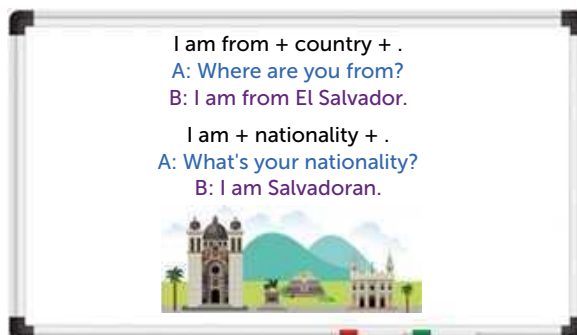 I am from + country + .
A: Where are you from?
B: I am from El Salvador.
I am + nationality + .
A: What's your nationality?
B: I am Salvadoran.